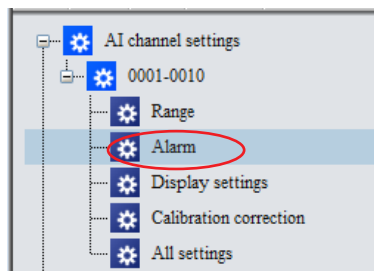 AI channel settings
0001-0010
Range
Alarm
Display settings
Calibration correction
All settings